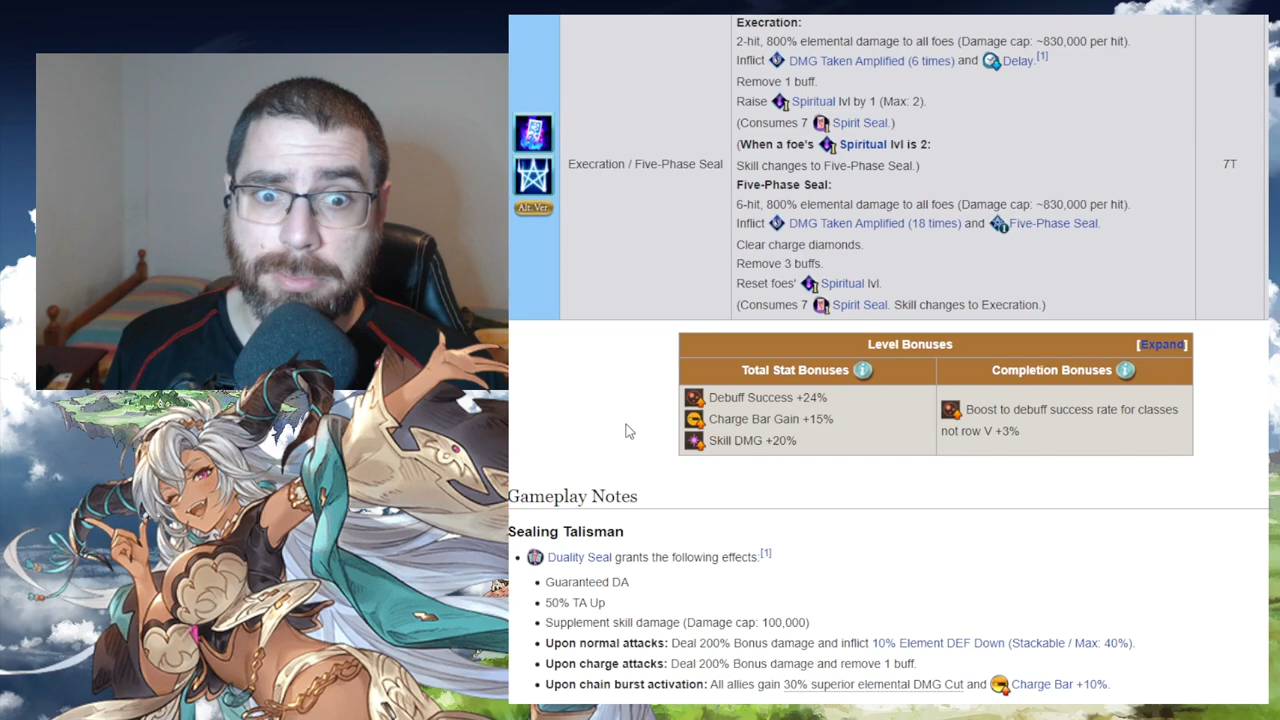 Execration:
2-hit, 800% elemental damage to all foes (Damage cap: ~830,000 per hit).
Inflict DMG Taken Amplified (6 times) and Delay.[1]
Remove 1 buff.
Raise Spiritual lvl by 1 (Max: 2).
(Consumes 7 Spirit Seal.)
(When a foe's Spiritual lvl is 2:
Execration / Five-Phase Seal
7T
Skill changes to Five-Phase Seal.)
Alt. Ver.
Five-Phase Seal:
6-hit, 800% elemental damage to all foes (Damage cap: ~830,000 per hit).
Inflict DMG Taken Amplified (18 times) and Five-Phase Seal.
Clear charge diamonds.
Remove 3 buffs.
Reset foes' Spiritual lvl.
(Consumes 7 Spirit Seal. Skill changes to Execration.)
Level Bonuses [Expand]
Total Stat Bonuses
Completion Bonuses
Debuff Success +24%
Charge Bar Gain +15%
Skill DMG +20%
Boost to debuff success rate for classes
not row V +3%
Gameplay Notes
Sealing Talisman
• Duality Seal grants the following effects:[1]
• Guaranteed DA
• 50% TA Up
• Supplement skill damage (Damage cap: 100,000)
• Upon normal attacks: Deal 200% Bonus damage and inflict 10% Element DEF Down (Stackable / Max: 40%).
• Upon charge attacks: Deal 200% Bonus damage and remove 1 buff.
• Upon chain burst activation: All allies gain 30% superior elemental DMG Cut and Charge Bar +10%.